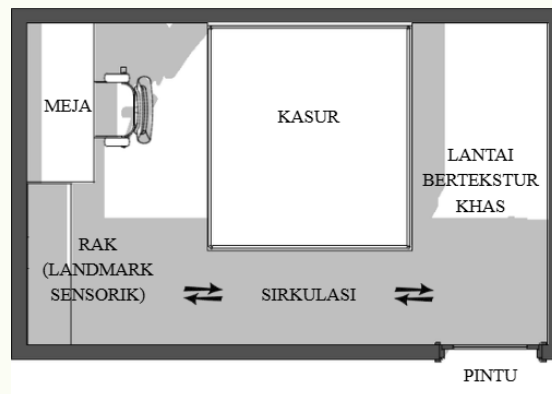 MEJA
KASUR
LANTAI
BERTEKSTUR
KHAS
RAK
(LANDMARK
SENSORIK)
SIRKULASI
PINTU